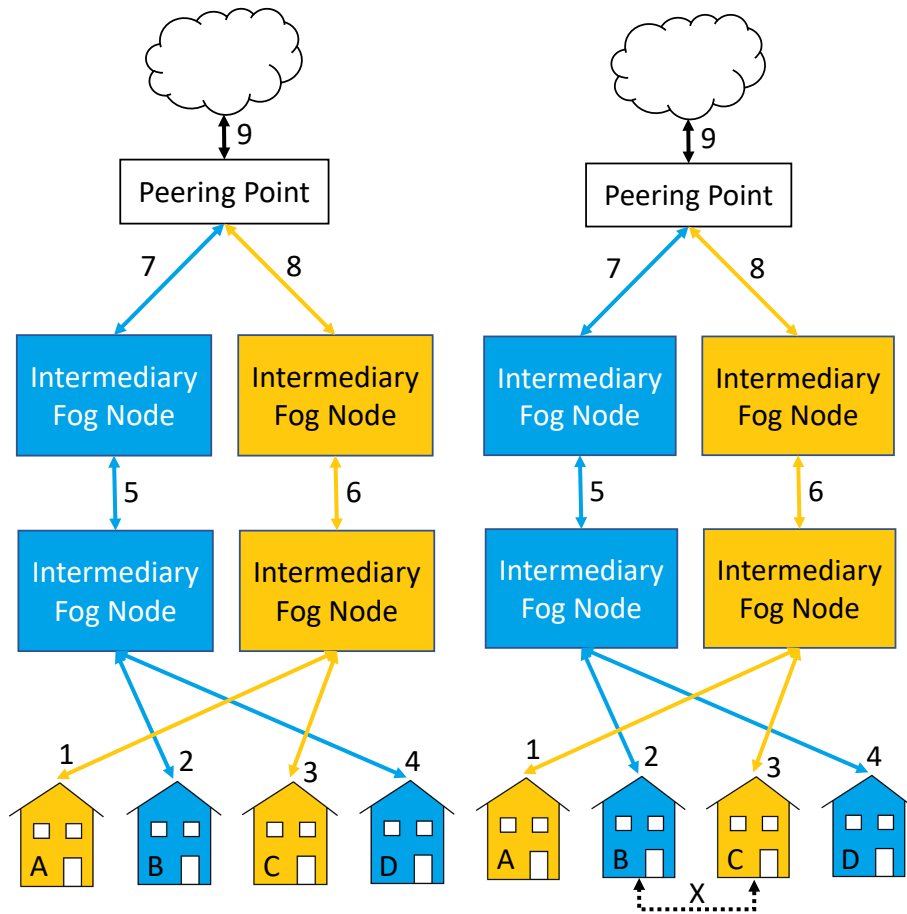 9
Peering Point
7
8
Intermediary
Fog Node
Intermediary
Fog Node
5
6
Intermediary
Fog Node
Intermediary
Fog Node
1
2
3
4
A
B
C
D
9
Peering Point
7
8
Intermediary
Fog Node
Intermediary
Fog Node
5
6
Intermediary
Fog Node
Intermediary
Fog Node
1
2
3
4
A
B
C
D
X